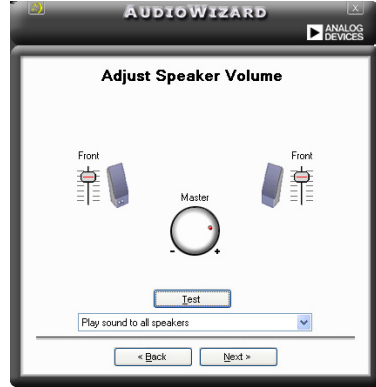 AUDIOWIZARD
ANALOG
DEVICES
Adjust Speaker Volume
Front
Front
Master
- +
Test
Play sound to all speakers
« Back
Next »